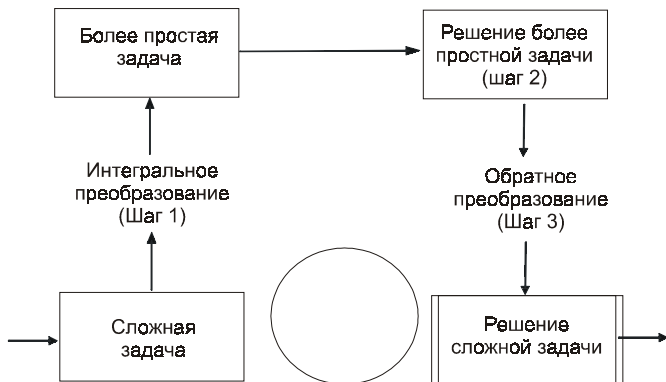 Более простая
задача
Решение более
простной задачи
(шаг 2)
Интегральное
преобразование
(Шаг 1)
Обратное
преобразование
(Шаг 3)
Сложная
задача
Решение
сложной задачи